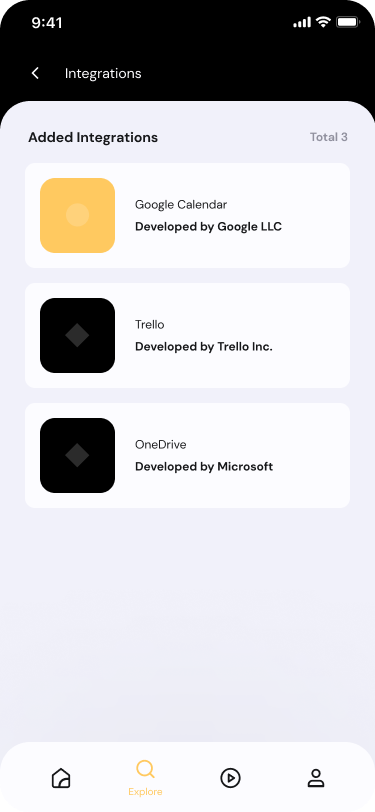 9:41
Integrations
Added Integrations
Total 3
Google Calendar
Developed by Google LLC
Trello
Developed by Trello Inc.
OneDrive
Developed by Microsoft
Explore